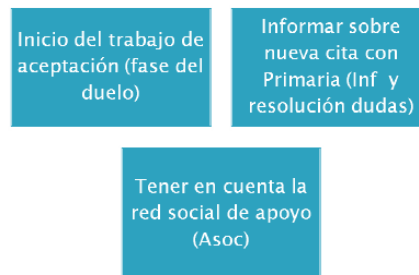 Inicio del trabajo de
aceptación (fase del
duelo)
Informar sobre
nueva cita con
Primaria (Inf y
resolución dudas)
Tener en cuenta la
red social de apoyo
(Asoc)